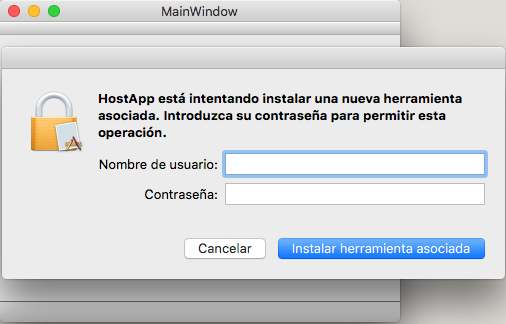 MainWindow
HostApp está intentando instalar una nueva herramienta
asociada. Introduzca su contraseña para permitir esta
operación.
Nombre de usuario:
Contraseña:
Cancelar
Instalar herramienta asociada